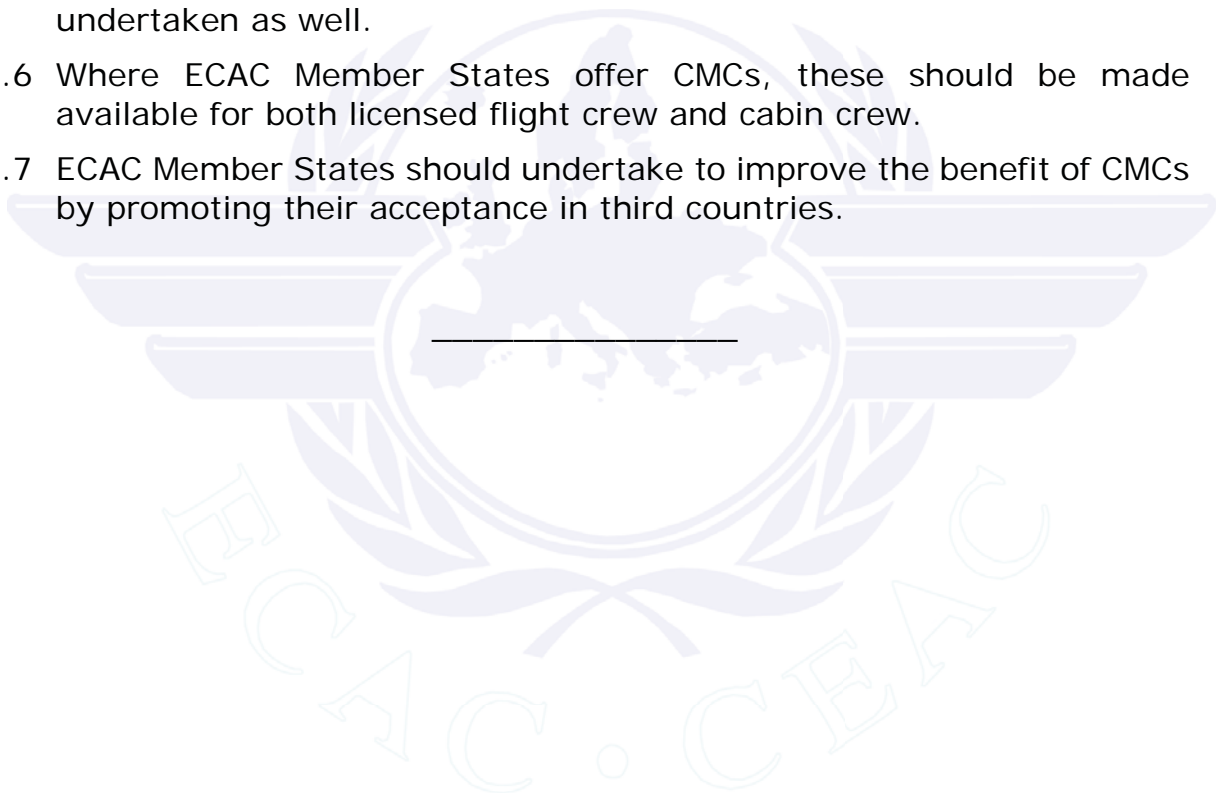 undertaken as well.
.6 Where ECAC Member States offer CMCs, these should be made
available for both licensed flight crew and cabin crew.
.7 ECAC Member States should undertake to improve the benefit of CMCs
by promoting their acceptance in third countries.
ECAC • CEAC